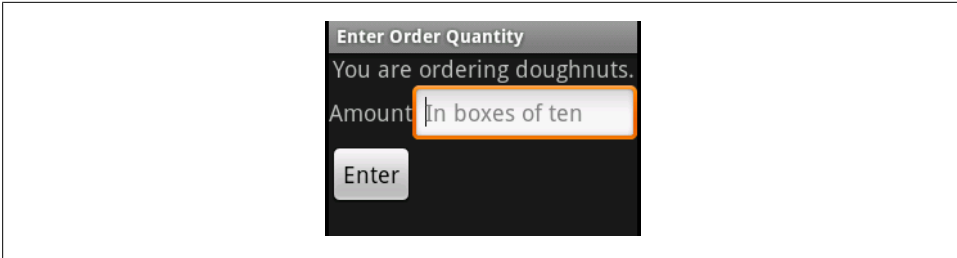 Enter Order Quantity
You are ordering doughnuts.
Amount In boxes of ten
Enter